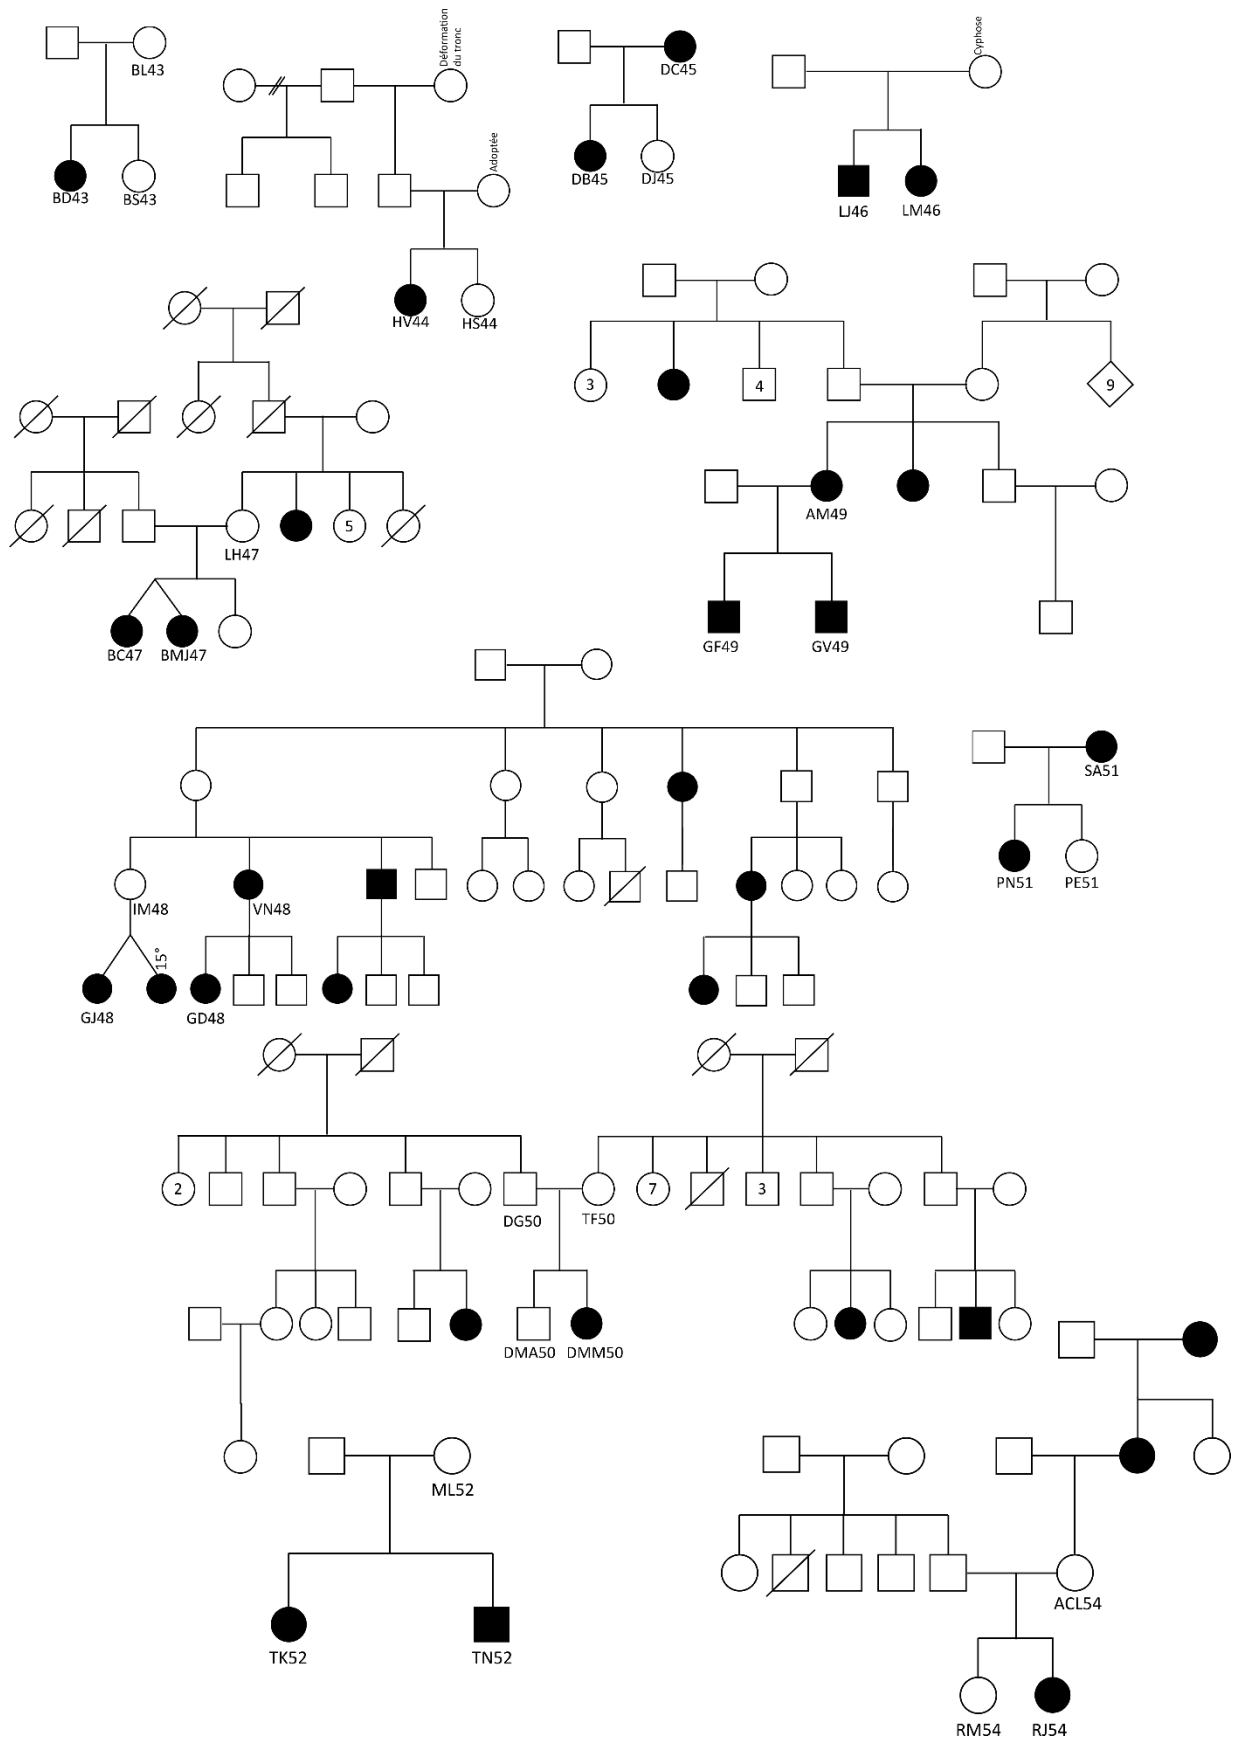 BL43
BD43
BS43
Déformation
du tronc
Adoptée
HV44
HS44
DC45
DB45
DJ45
Cyphose
LJ46
LM46
5
LH47
BC47
BMJ47
3
4
9
AM49
GF49
GV49
IM48
VN48
15°
GJ48
GD48
SA51
PN51
PE51
2
DG50
TF50
7
3
DMA50
DMM50
ML52
TK52
TN52
ACL54
RM54
RJ54